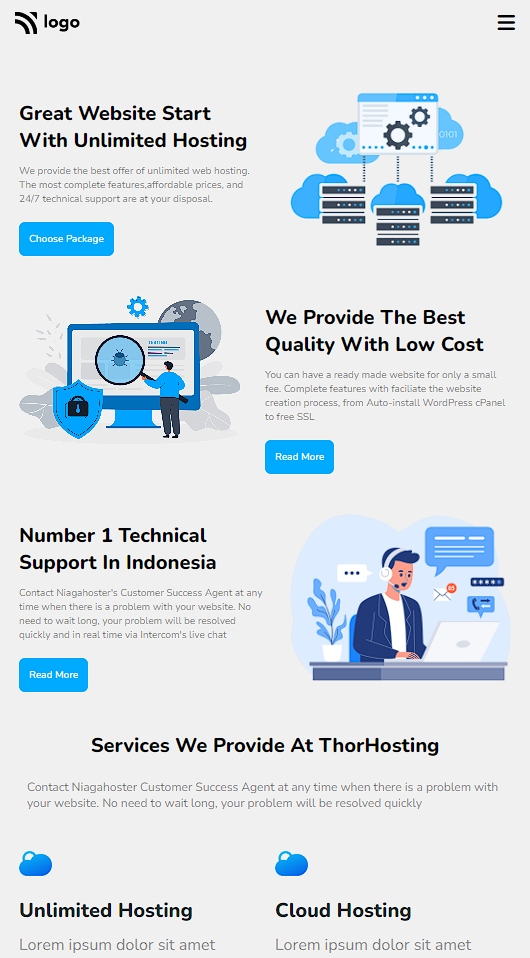 logo
Great Website Start
With Unlimited Hosting
We provide the best offer of unlimited web hosting.
The most complete features,affordable prices, and
24/7 technical support are at your disposal.
Choose Package
0101
We Provide The Best
Quality With Low Cost
You can have a ready made website for only a small
fee. Complete features with faciliate the website
creation process, from Auto-install WordPress cPanel
to free SSL
Read More
Number 1 Technical
Support In Indonesia
Contact Niagahoster's Customer Success Agent at any
time when there is a problem with your website. No
need to wait long, your problem will be resolved
quickly and in real time via Intercom's live chat
Read More
Services We Provide At ThorHosting
Contact Niagahoster Customer Success Agent at any time when there is a problem with
your website. No need to wait long, your problem will be resolved quickly
Unlimited Hosting
Cloud Hosting
Lorem ipsum dolor sit amet
Lorem ipsum dolor sit amet